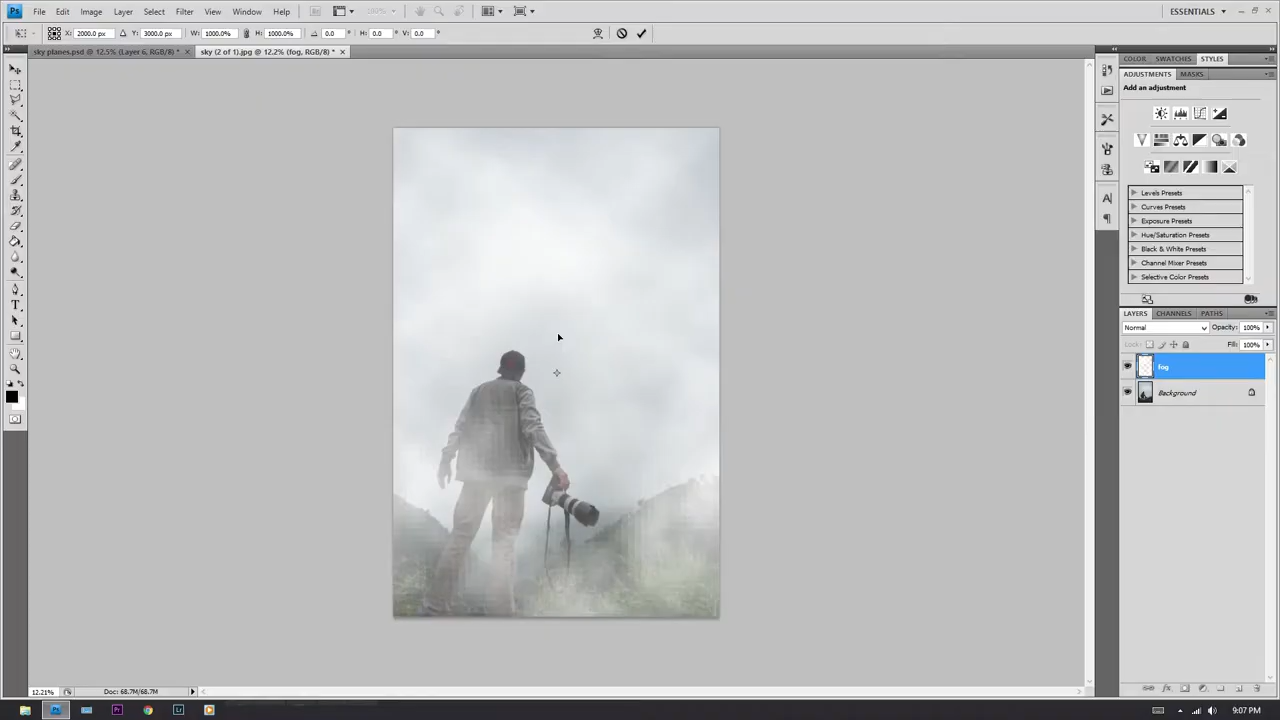 Ps File Edit Image Layer Select Filter View Window Help 180% ESSENTIALS
X: 2000.0 px Y: 3000.0 px W: 1000.0% H: 1000.0% 0.0 H: 0.0 V: 0.0
sky planes.psd @ 12.5% (Layer 6, RGB/8) * × sky (2 of 1).jpg @ 12.2% (fog, RGB/8) * ×
COLOR SWATCHES STYLES
ADJUSTMENTS MASKS
Add an adjustment
Levels Presets
Curves Presets
Exposure Presets
Hue/Saturation Presets
Black & White Presets
Channel Mixer Presets
Selective Color Presets
LAYERS CHANNELS PATHS
Normal Opacity: 100%
Lock: Fill: 100%
fog
Background
12.21% Doc: 68.7M/68.7M
9:07 PM